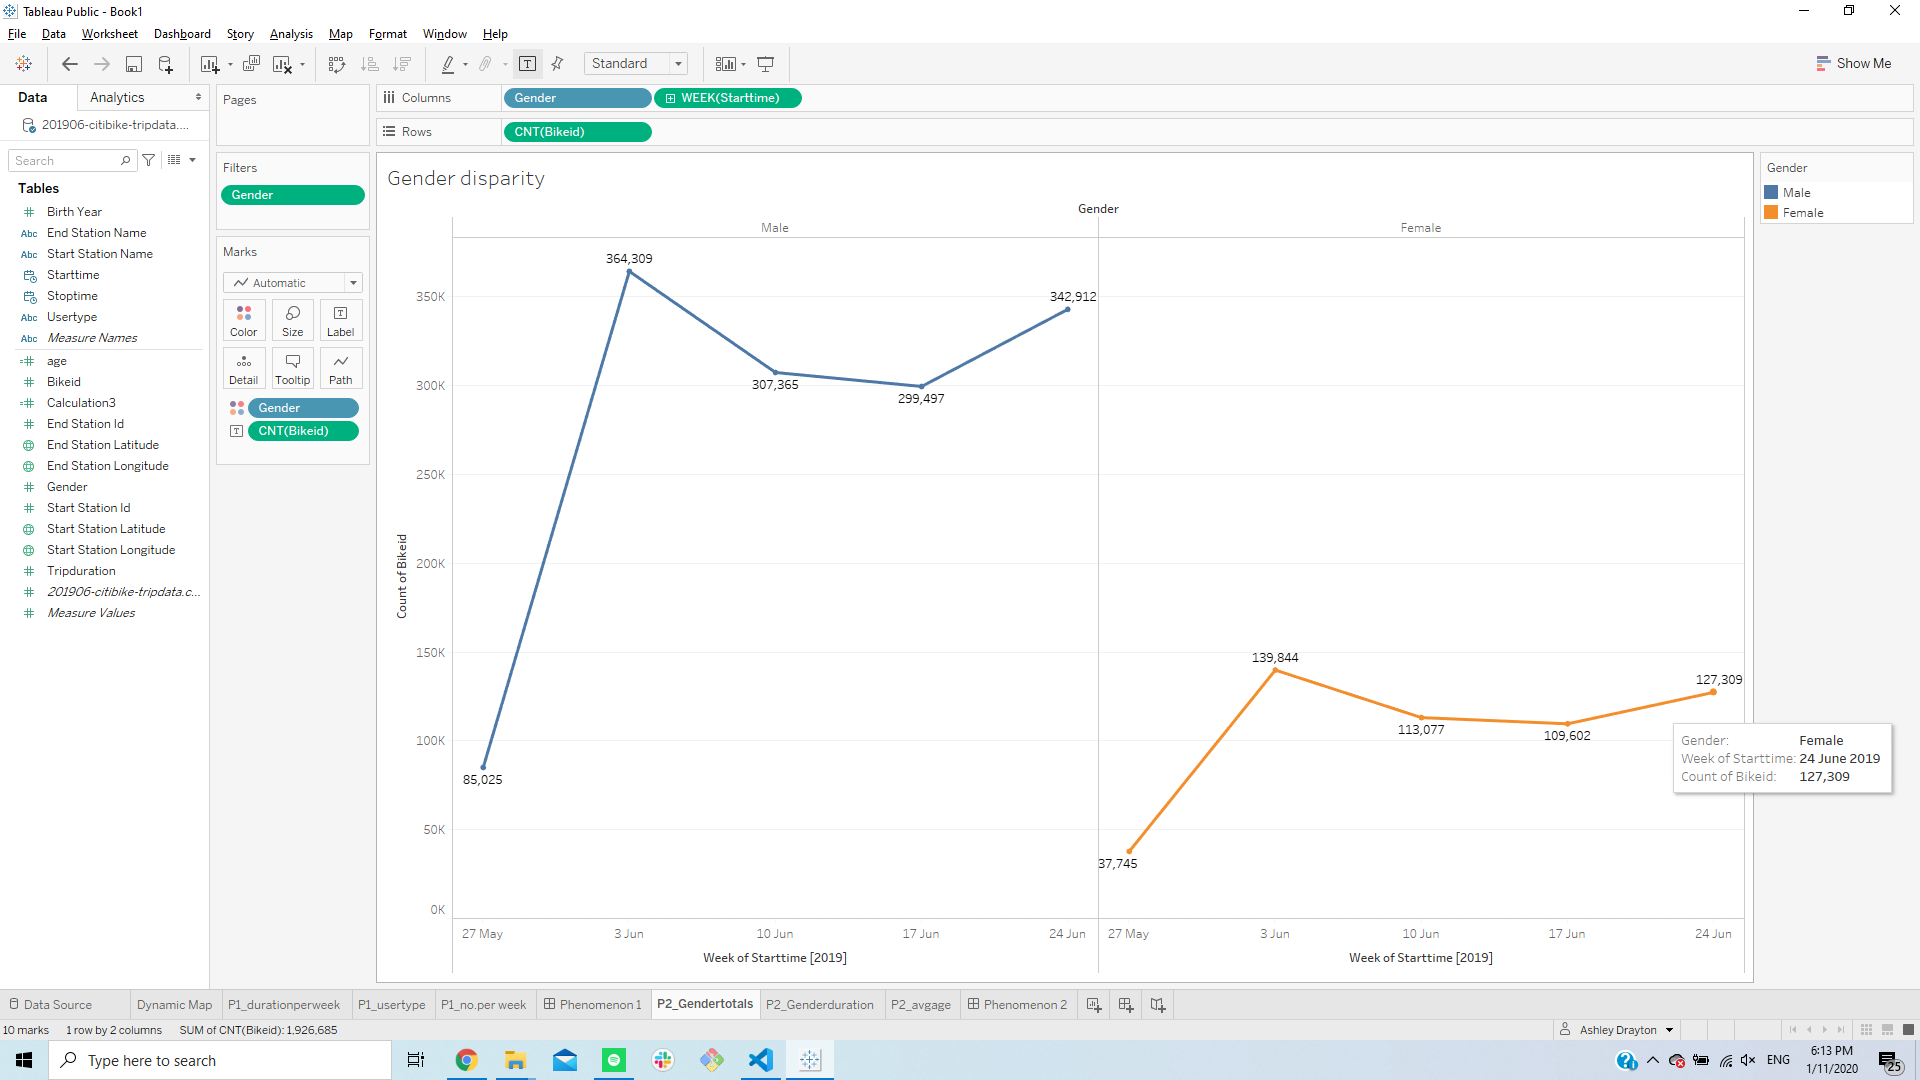 Tableau Public - Book1
File Data Worksheet Dashboard Story Analysis Map Format Window Help
Standard
Show Me
Data Analytics
201906-citibike-tripdata....
Search
Tables
# Birth Year
Abc End Station Name
Abc Start Station Name
Starttime
Stoptime
Abc Usertype
Abc Measure Names
=# age
# Bikeid
=# Calculation3
# End Station Id
End Station Latitude
End Station Longitude
# Gender
# Start Station Id
Start Station Latitude
Start Station Longitude
# Tripduration
# 201906-citibike-tripdata.c...
# Measure Values
Pages
Filters
Gender
Marks
Automatic
Color Size Label
Detail Tooltip Path
Gender
CNT(Bikeid)
Columns Gender WEEK(Starttime)
Rows CNT(Bikeid)
Gender disparity
Gender
Male Female
Count of Bikeid
350K
300K
250K
200K
150K
100K
50K
0K
85,025
364,309
307,365
299,497
342,912
37,745
139,844
113,077
109,602
127,309
27 May 3 Jun 10 Jun 17 Jun 24 Jun 27 May 3 Jun 10 Jun 17 Jun 24 Jun
Week of Starttime [2019] Week of Starttime [2019]
Gender: Female
Week of Starttime: 24 June 2019
Count of Bikeid: 127,309
Gender
Male
Female
Data Source Dynamic Map P1_durationperweek P1_usertype P1_no.per week Phenomenon 1 P2_Gendertotals P2_Genderduration P2_avgage Phenomenon 2
10 marks 1 row by 2 columns SUM of CNT(Bikeid): 1,926,685
Ashley Drayton
Type here to search
ENG
6:13 PM
1/11/2020
25